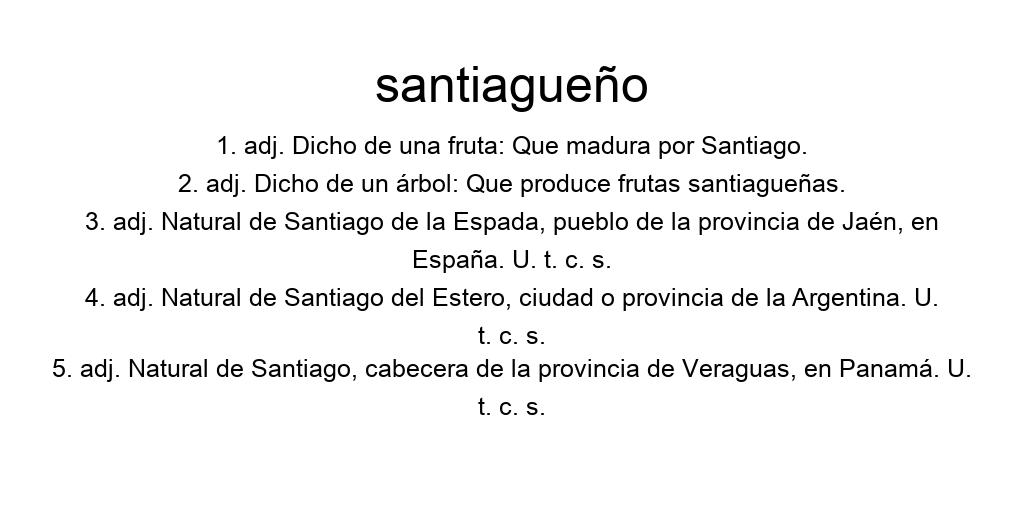 santiagueño
1. adj. Dicho de una fruta: Que madura por Santiago.
2. adj. Dicho de un árbol: Que produce frutas santiagueñas.
3. adj. Natural de Santiago de la Espada, pueblo de la provincia de Jaén, en
España. U. t. c. s.
4. adj. Natural de Santiago del Estero, ciudad o provincia de la Argentina. U.
t. c. s.
5. adj. Natural de Santiago, cabecera de la provincia de Veraguas, en Panamá. U.
t. c. s.